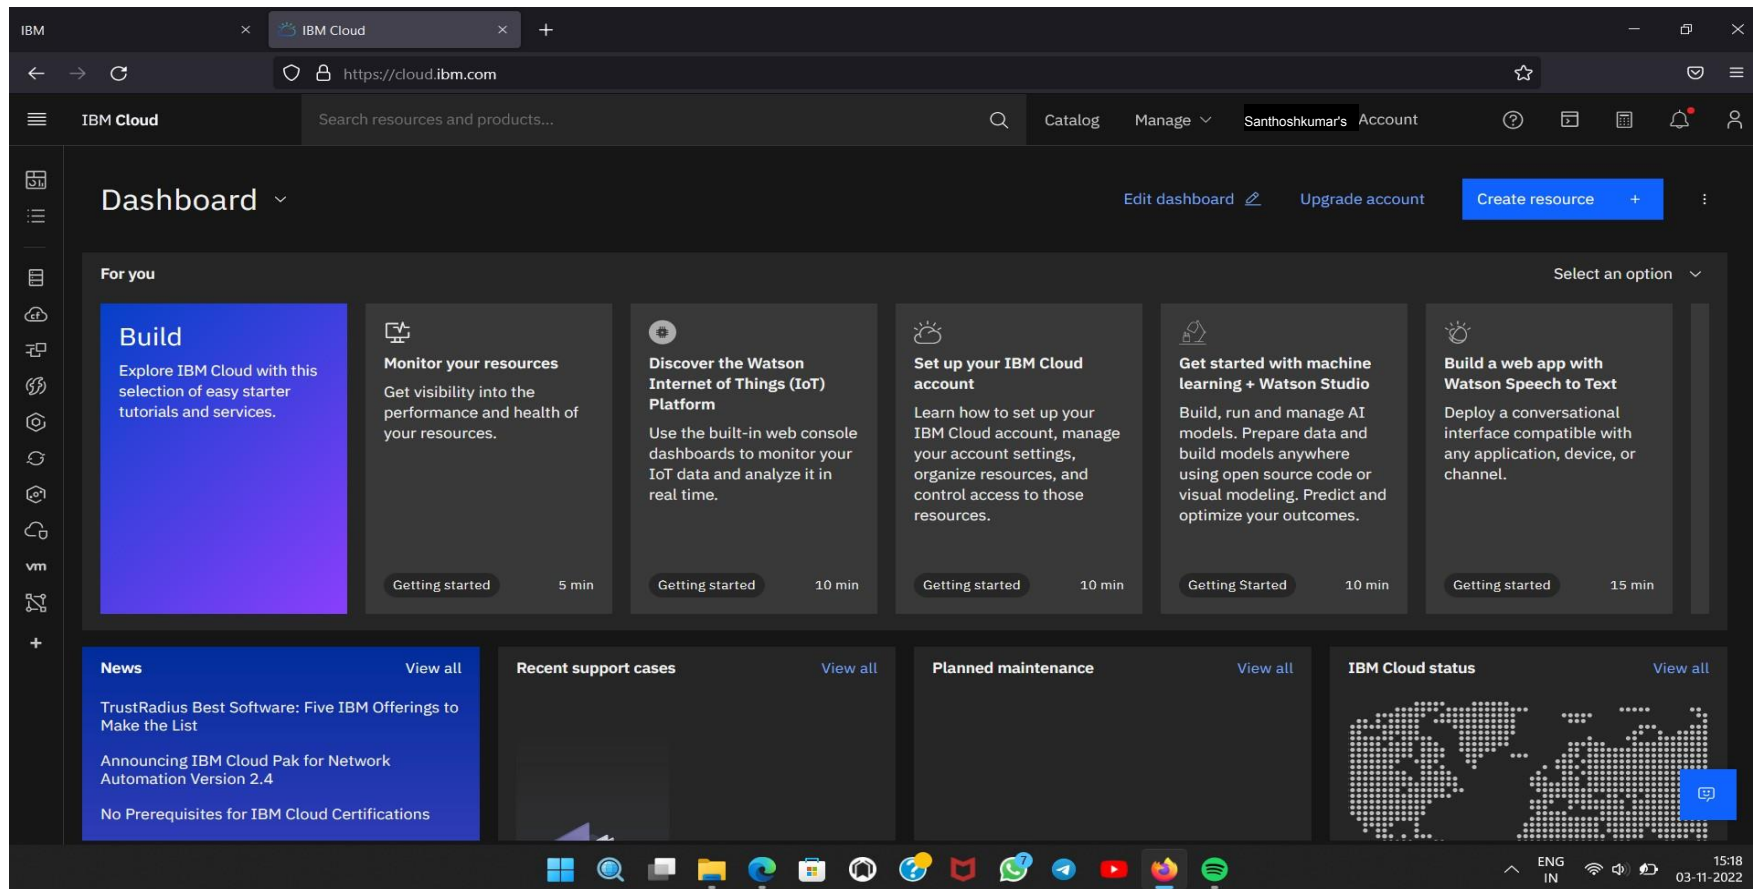 IBM
IBM Cloud
https://cloud.ibm.com
IBM Cloud
Search resources and products...
Catalog
Manage
Santhoshkumar's Account
Dashboard
Edit dashboard
Upgrade account
Create resource +
For you
Select an option
Build
Explore IBM Cloud with this
selection of easy starter
tutorials and services.
Monitor your resources
Get visibility into the
performance and health of
your resources.
Getting started
5 min
Discover the Watson
Internet of Things (IoT)
Platform
Use the built-in web console
dashboards to monitor your
IoT data and analyze it in
real time.
Getting started
10 min
Set up your IBM Cloud
account
Learn how to set up your
IBM Cloud account, manage
your account settings,
organize resources, and
control access to those
resources.
Getting started
10 min
Get started with machine
learning + Watson Studio
Build, run and manage AI
models. Prepare data and
build models anywhere
using open source code or
visual modeling. Predict and
optimize your outcomes.
Getting Started
10 min
Build a web app with
Watson Speech to Text
Deploy a conversational
interface compatible with
any application, device, or
channel.
Getting started
15 min
cf
vm
News
View all
TrustRadius Best Software: Five IBM Offerings to
Make the List
Announcing IBM Cloud Pak for Network
Automation Version 2.4
No Prerequisites for IBM Cloud Certifications
Recent support cases
View all
Planned maintenance
View all
IBM Cloud status
View all
7
ENG
IN
15:18
03-11-2022